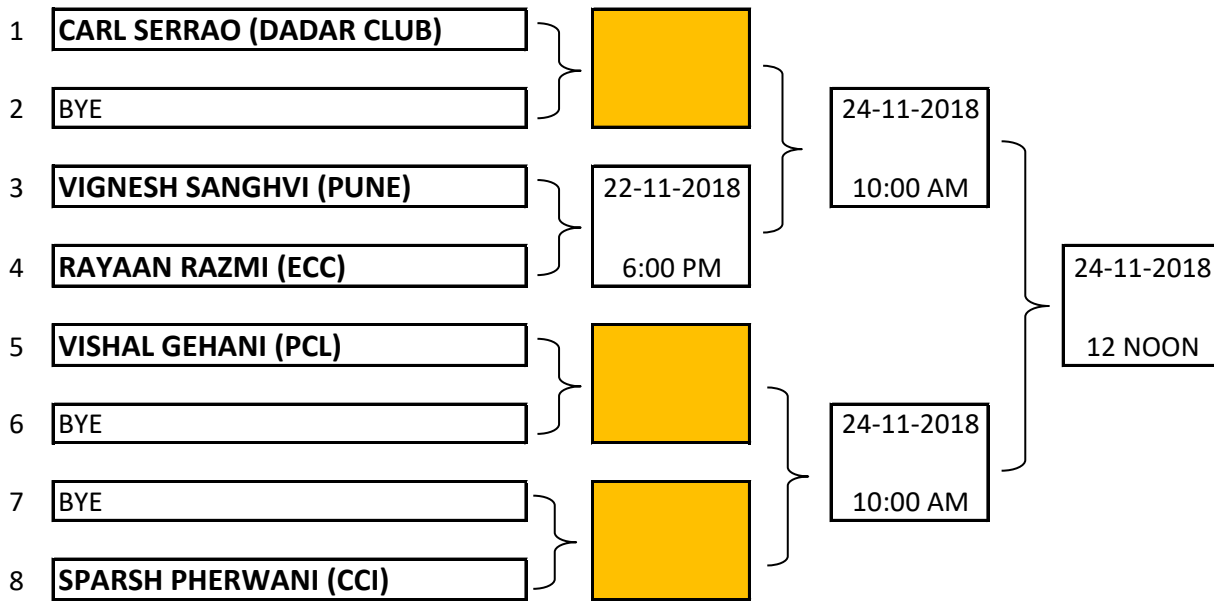 1 CARL SERRAO (DADAR CLUB)
2 BYE 24-11-2018
3 VIGNESH SANGHVI (PUNE) 22-11-2018 10:00 AM
4 RAYAAN RAZMI (ECC) 6:00 PM 24-11-2018
5 VISHAL GEHANI (PCL) 12 NOON
6 BYE 24-11-2018
7 BYE 10:00 AM
8 SPARSH PHERWANI (CCI)